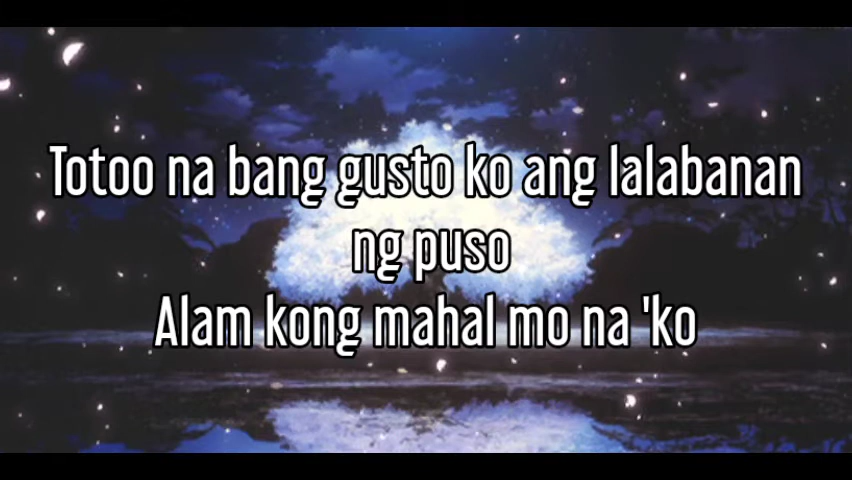 Totoo na bang gusto ko ang lalabanan
ng puso
Alam kong mahal mo na 'ko